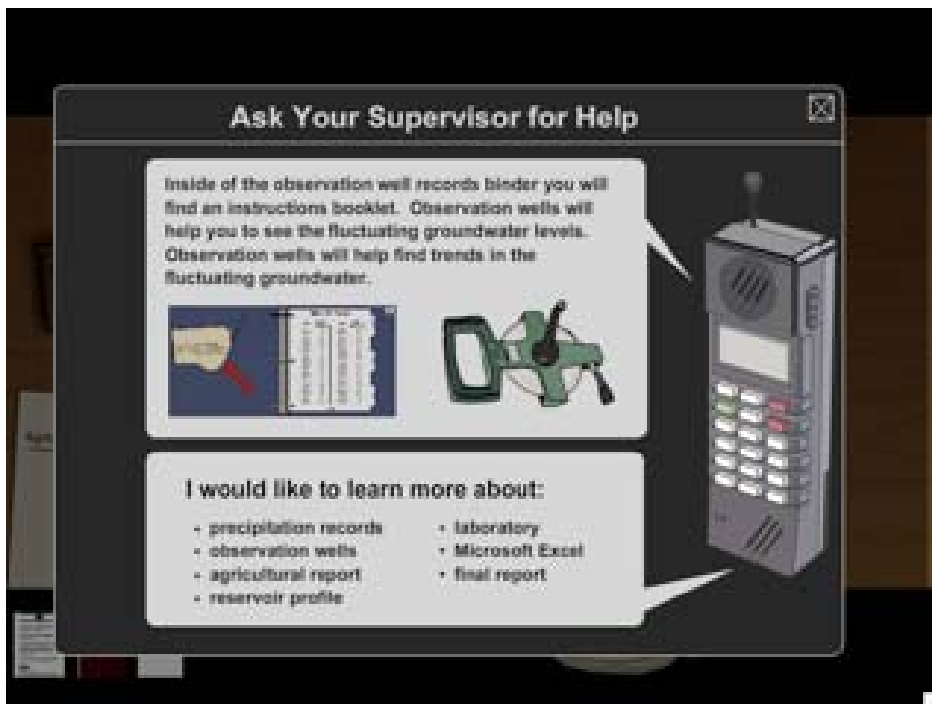 Ask Your Supervisor for Help
Inside of the observation well records binder you will
find an instructions booklet. Observation wells will
help you to see the fluctuating groundwater levels.
Observation wells will help find trends in the
fluctuating groundwater.
I would like to learn more about:
- precipitation records
- observation wells
- agricultural report
- reservoir profile
• laboratory
• Microsoft Excel
• final report